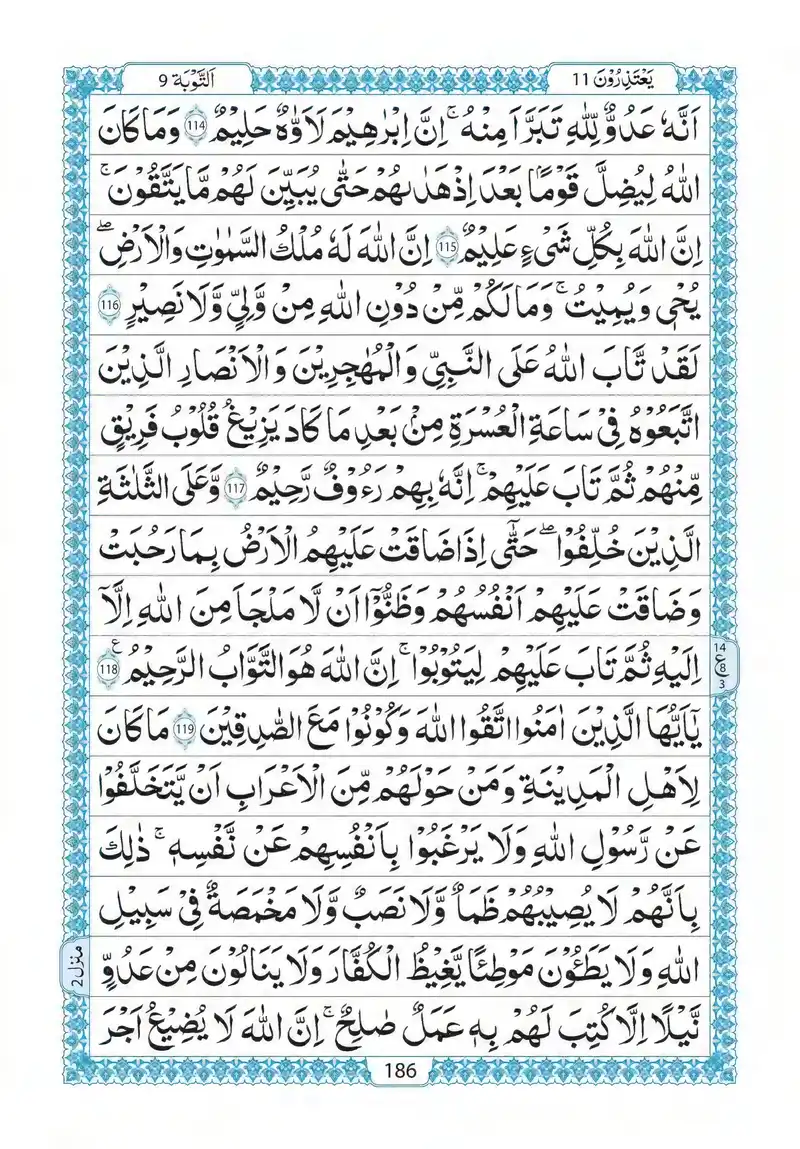 يَعْتَذِرُوْنَ 11
اَلتَّوْبَة 9
اَنَّهٗ عَدُوٌّ لِّلّٰهِ تَبَرَّاَ مِنْهُ ؕ اِنَّ اِبْرٰهِيْمَ لَاَوَّاهٌ حَلِيْمٌ 114 وَمَا كَانَ
اللّٰهُ لِيُضِلَّ قَوْمًۢا بَعْدَ اِذْ هَدٰىهُمْ حَتّٰى يُبَيِّنَ لَهُمْ مَّا يَتَّقُوْنَ ؕ
اِنَّ اللّٰهَ بِكُلِّ شَيْءٍ عَلِيْمٌ 115 اِنَّ اللّٰهَ لَهٗ مُلْكُ السَّمٰوٰتِ وَالْاَرْضِ ؕ
يُحْيٖ وَيُمِيْتُ ؕ وَمَا لَكُمْ مِّنْ دُوْنِ اللّٰهِ مِنْ وَّلِيٍّ وَّلَا نَصِيْرٍ 116
لَقَدْ تَّابَ اللّٰهُ عَلَى النَّبِيِّ وَالْمُهٰجِرِيْنَ وَالْاَنْصَارِ الَّذِيْنَ
اتَّبَعُوْهُ فِيْ سَاعَةِ الْعُسْرَةِ مِنْۢ بَعْدِ مَا كَادَ يَزِيْغُ قُلُوْبُ فَرِيْقٍ
مِّنْهُمْ ثُمَّ تَابَ عَلَيْهِمْ ؕ اِنَّهٗ بِهِمْ رَءُوْفٌ رَّحِيْمٌ 117 وَّعَلَى الثَّلٰثَةِ
الَّذِيْنَ خُلِّفُوْا ؕ حَتّٰٓى اِذَا ضَاقَتْ عَلَيْهِمُ الْاَرْضُ بِمَا رَحُبَتْ
وَضَاقَتْ عَلَيْهِمْ اَنْفُسُهُمْ وَظَنُّوْٓا اَنْ لَّا مَلْجَاَ مِنَ اللّٰهِ اِلَّآ
اِلَيْهِ ثُمَّ تَابَ عَلَيْهِمْ لِيَتُوْبُوْا ؕ اِنَّ اللّٰهَ هُوَ التَّوَّابُ الرَّحِيْمُ 118 ع
14 ع 8 3
يٰٓاَيُّهَا الَّذِيْنَ اٰمَنُوا اتَّقُوا اللّٰهَ وَكُوْنُوْا مَعَ الصّٰدِقِيْنَ 119 مَا كَانَ
لِاَهْلِ الْمَدِيْنَةِ وَمَنْ حَوْلَهُمْ مِّنَ الْاَعْرَابِ اَنْ يَّتَخَلَّفُوْا
عَنْ رَّسُوْلِ اللّٰهِ وَلَا يَرْغَبُوْا بِاَنْفُسِهِمْ عَنْ نَّفْسِهٖ ؕ ذٰلِكَ
بِاَنَّهُمْ لَا يُصِيْبُهُمْ ظَمَاٌ وَّلَا نَصَبٌ وَّلَا مَخْمَصَةٌ فِيْ سَبِيْلِ
اللّٰهِ وَلَا يَطَـُٔوْنَ مَوْطِئًا يَّغِيْظُ الْكُفَّارَ وَلَا يَنَالُوْنَ مِنْ عَدُوٍّ
منزل 2
نَّيْلًا اِلَّا كُتِبَ لَهُمْ بِهٖ عَمَلٌ صَالِحٌ ؕ اِنَّ اللّٰهَ لَا يُضِيْعُ اَجْرَ
186